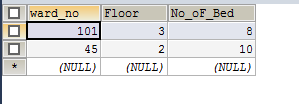 ward_no Floor No_oF_Bed
101 3 8
45 2 10
* (NULL) (NULL) (NULL)